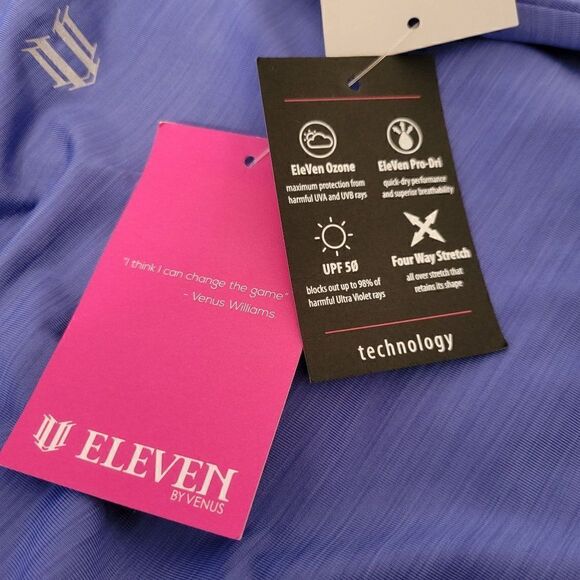 "I think I can change the game"
- Venus Williams
ELEVEN
BY VENUS
EleVen Ozone
maximum protection from
harmful UVA and UVB rays
EleVen Pro-Dri
quick-dry performance
and superior breathability
UPF 50
blocks out up to 98% of
harmful Ultra Violet rays
Four Way Stretch
all over stretch that
retains its shape
technology